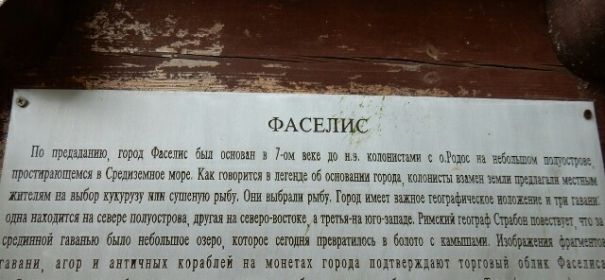 ФАСЕЛИС
По предаданию, город Фаселис был основан в 7-ом веке до н.э. колонистами с о.Родос на небольшом полуострове,
простирающемся в Средиземное море. Как говорится в легенде об основании города, колонисты взамен земли предлагали местным
жителям на выбор кукурузу или сушеную рыбу. Они выбрали рыбу. Город имеет важное географическое положение и три гавани:
одна находится на севере полуострова, другая на северо-востоке, а третья-на юго-западе. Римский географ Страбон повествует, что за
срединной гаванью было небольшое озеро, которое сегодня превратилось в болото с камышами. Изображения фрагментов
гавани, агор и античных кораблей на монетах города подтверждают торговый облик Фаселиса